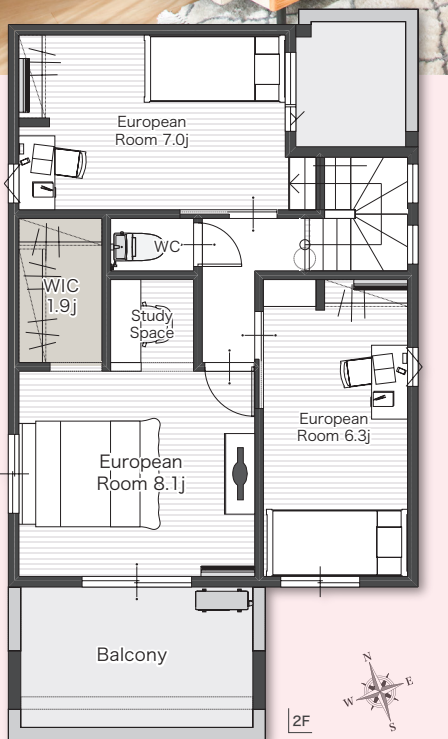 European
Room 7.0j
WC
WIC
1.9j
Study
Space
European
Room 6.3j
European
Room 8.1j
Balcony
N
E
W
S
2F